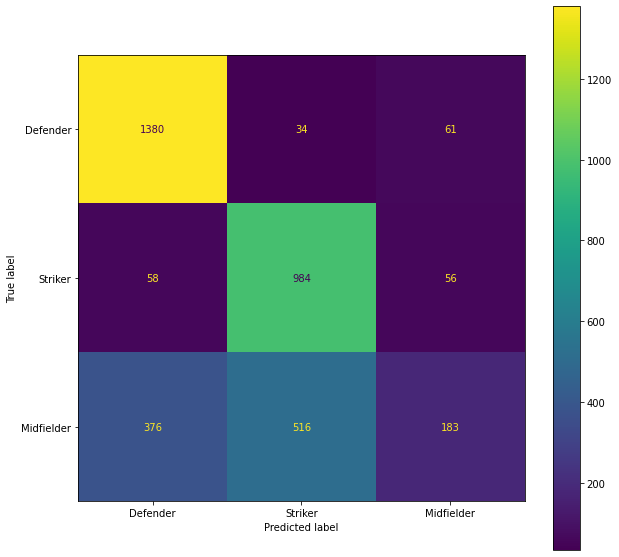 Defender 1380 34 61
Striker 58 984 56
Midfielder 376 516 183
Defender Striker Midfielder
Predicted label
True label
1200
1000
800
600
400
200